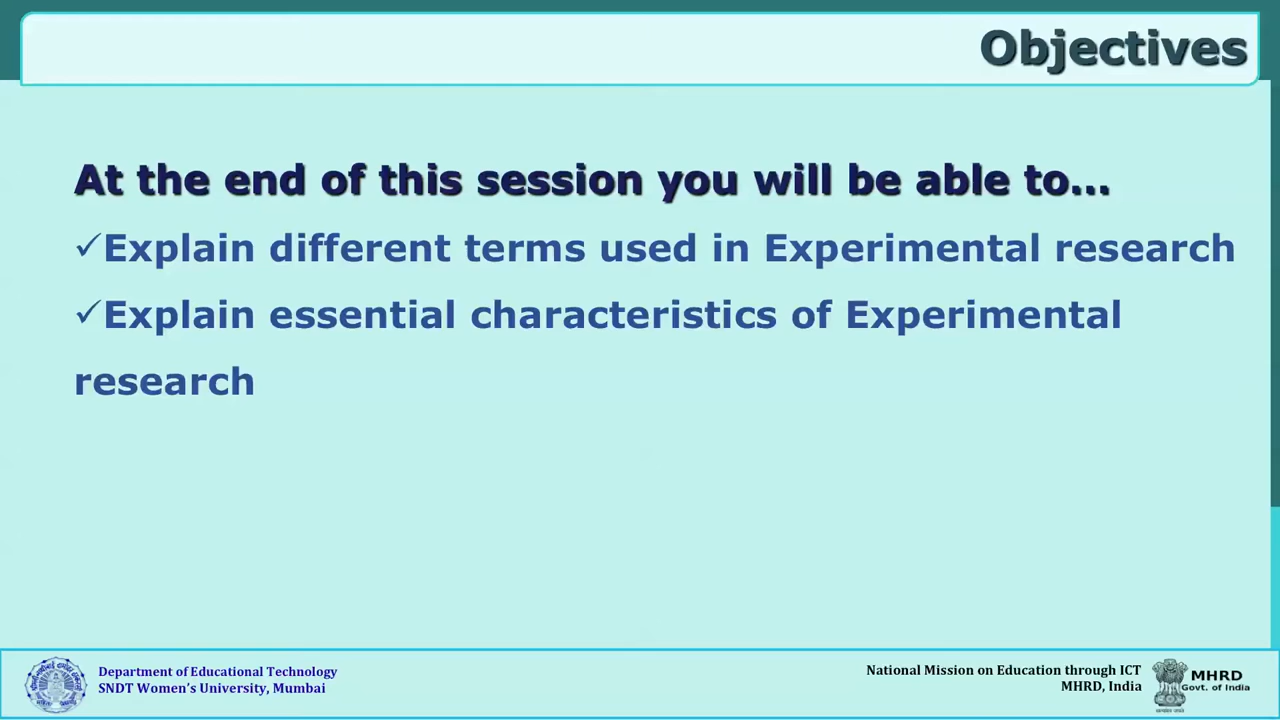 Objectives
At the end of this session you will be able to...
✓Explain different terms used in Experimental research
✓Explain essential characteristics of Experimental
research
Department of Educational Technology
SNDT Women's University, Mumbai
National Mission on Education through ICT
MHRD, India
MHRD
Govt. of India